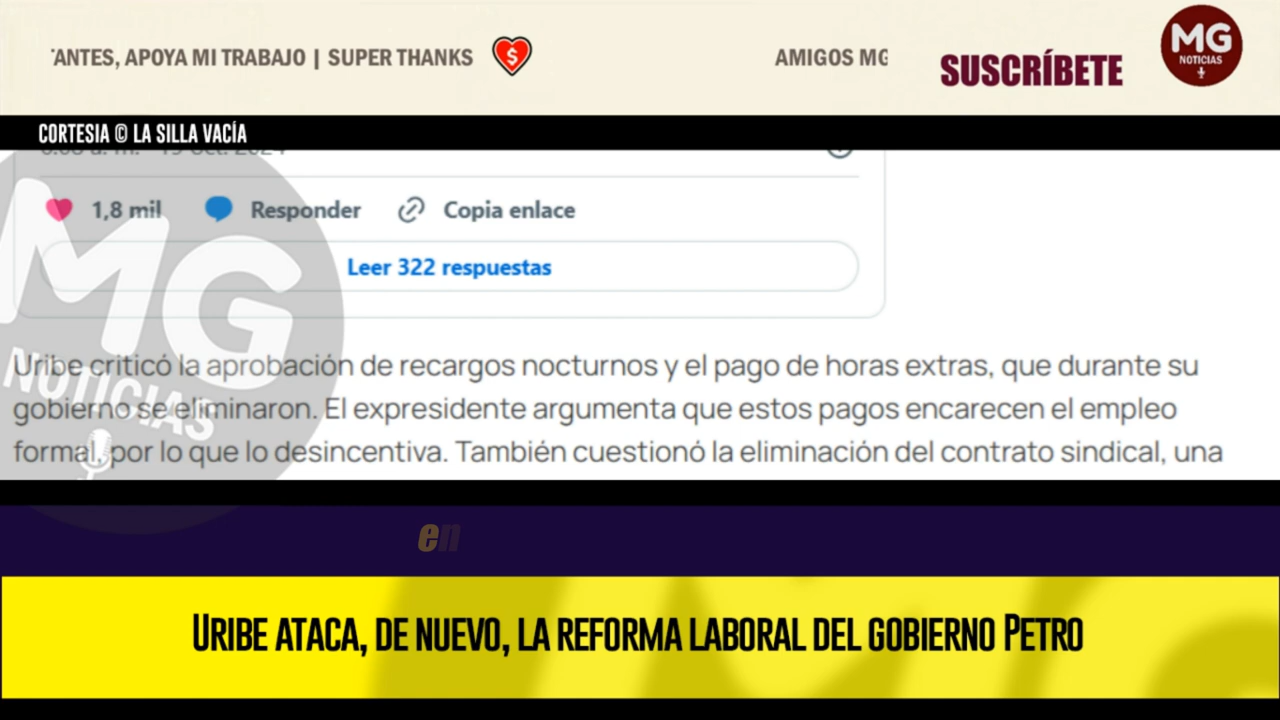 'ANTES, APOYA MI TRABAJO | SUPER THANKS
AMIGOS MG
SUSCRÍBETE
MG
NOTICIAS
CORTESIA © LA SILLA VACÍA
1,8 mil Responder Copia enlace
Leer 322 respuestas
MG
NOTICIAS
Uribe criticó la aprobación de recargos nocturnos y el pago de horas extras, que durante su
gobierno se eliminaron. El expresidente argumenta que estos pagos encarecen el empleo
formal, por lo que lo desincentiva. También cuestionó la eliminación del contrato sindical, una
en
URIBE ATACA, DE NUEVO, LA REFORMA LABORAL DEL GOBIERNO PETRO